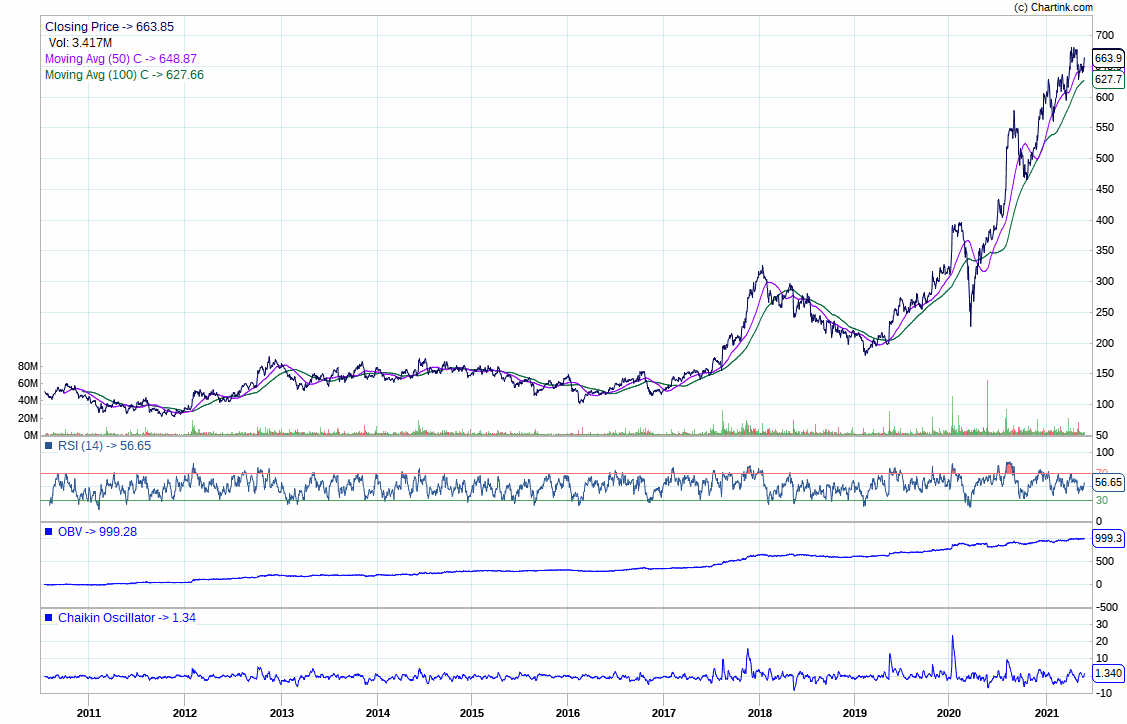 (c) Chartink.com
Closing Price -> 663.85
Vol: 3.417M
Moving Avg (50) C -> 648.87
Moving Avg (100) C -> 627.66
700
663.9
627.7
600
550
500
450
400
350
300
250
200
150
100
50
80M
60M
40M
20M
0M
RSI (14) -> 56.65
100
70
56.65
30
0
OBV -> 999.28
999.3
500
0
-500
Chaikin Oscillator -> 1.34
30
20
10
1.340
-10
2011 2012 2013 2014 2015 2016 2017 2018 2019 2020 2021